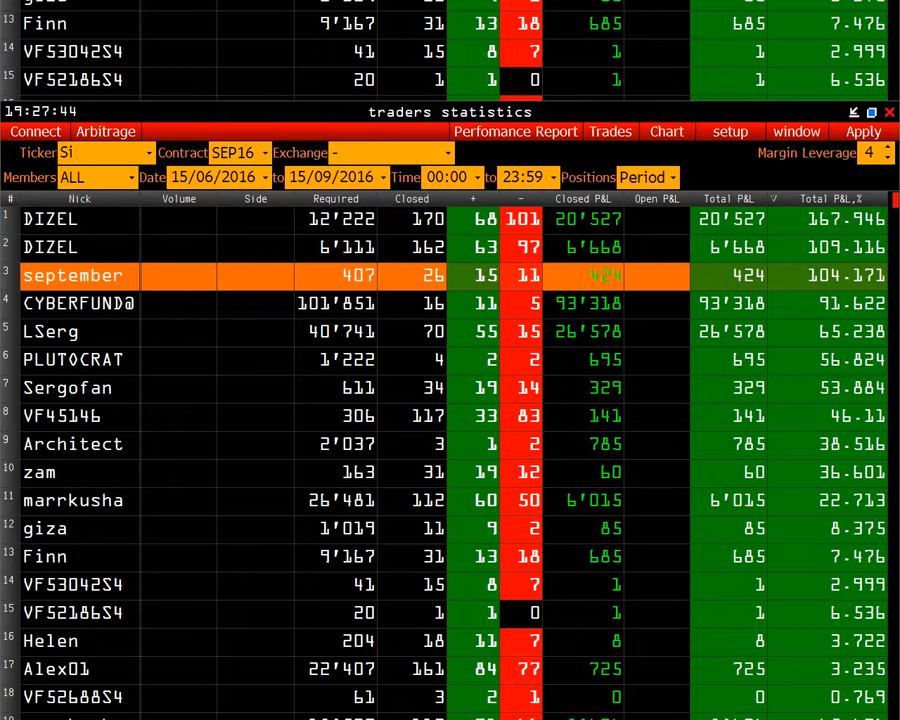 13 Finn 9'167 31 13 18 685 685 7.476
14 VF53042S4 41 15 8 7 1 1 2.999
15 VF52186S4 20 1 1 0 1 1 6.536
19:27:44 traders statistics
Connect Arbitrage Perfomance Report Trades Chart setup window Apply
Ticker Si Contract SEP16 Exchange - Margin Leverage 4
Members ALL Date 15/06/2016 to 15/09/2016 Time 00:00 to 23:59 Positions Period
# Nick Volume Side Required Closed + - Closed P&L Open P&L Total P&L Total P&L,%
1 DIZEL 12'222 170 68 101 20'527 20'527 167.946
2 DIZEL 6'111 162 63 97 6'668 6'668 109.116
3 september 407 26 15 11 424 424 104.171
4 CYBERFUND@ 101'851 16 11 5 93'318 93'318 91.622
5 LSerg 40'741 70 55 15 26'578 26'578 65.238
6 PLUTOCRAT 1'222 4 2 2 695 695 56.824
7 Sergofan 611 34 19 14 329 329 53.884
8 VF45146 306 117 33 83 141 141 46.11
9 Architect 2'037 3 1 2 785 785 38.516
10 zam 163 31 19 12 60 60 36.601
11 marrkusha 26'481 112 60 50 6'015 6'015 22.713
12 giza 1'019 11 9 2 85 85 8.375
13 Finn 9'167 31 13 18 685 685 7.476
14 VF53042S4 41 15 8 7 1 1 2.999
15 VF52186S4 20 1 1 0 1 1 6.536
16 Helen 204 18 11 7 8 8 3.722
17 Alex01 22'407 161 84 77 725 725 3.235
18 VF52688S4 61 3 2 1 0 0 0.769